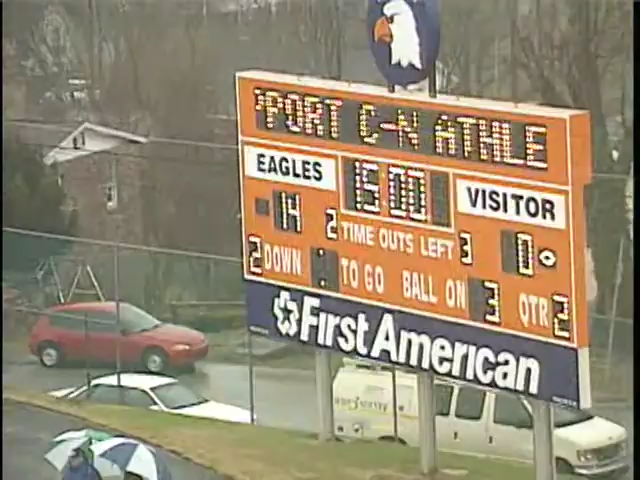 'PORT C-N ATHLE
EAGLES 15:00 VISITOR
14 2 TIME OUTS LEFT 3 0
2 DOWN TO GO BALL ON 3 QTR 2
First American